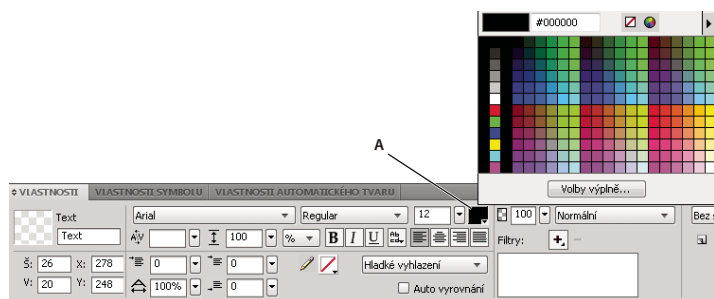 #000000
A
Volby výplně...
VLASTNOSTI VLASTNOSTI SYMBOLU VLASTNOSTI AUTOMATICKÉHO TVARU
Text Arial Regular 12 100 Normální Bez s
Text 100 % B I U Filtry:
Š: 26 X: 278 0 0 Hladké vyhlazení
V: 20 Y: 248 100% 0 Auto vyrovnání